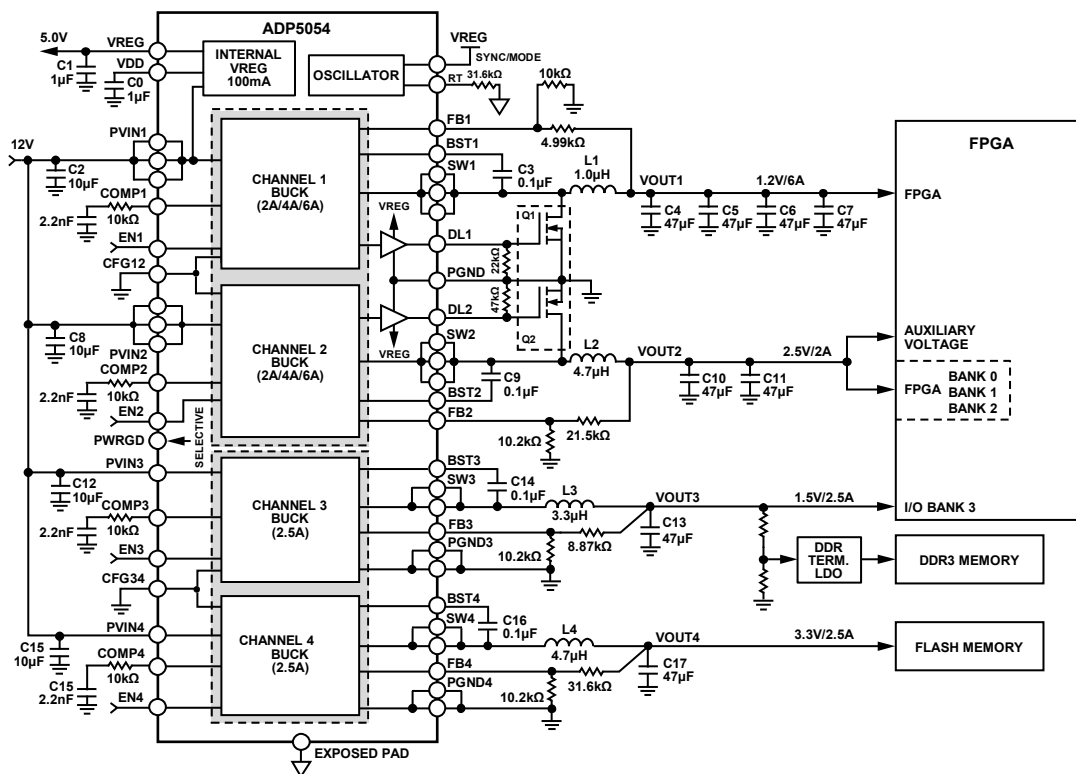 ADP5054
5.0V
VREG
C1
1µF
VDD
C0
1µF
INTERNAL
VREG
100mA
OSCILLATOR
VREG
SYNC/MODE
RT
31.6kΩ
12V
PVIN1
C2
10µF
COMP1
2.2nF
10kΩ
EN1
CFG12
CHANNEL 1
BUCK
(2A/4A/6A)
VREG
FB1
10kΩ
4.99kΩ
BST1
C3
0.1µF
SW1
L1
1.0µH
VOUT1
1.2V/6A
C4
47µF
C5
47µF
C6
47µF
C7
47µF
FPGA
FPGA
DL1
Q1
22kΩ
PGND
47kΩ
DL2
Q2
VREG
C8
10µF
PVIN2
COMP2
2.2nF
10kΩ
EN2
PWRGD
SELECTIVE
CHANNEL 2
BUCK
(2A/4A/6A)
SW2
L2
4.7µH
VOUT2
2.5V/2A
C9
0.1µF
BST2
FB2
10.2kΩ
21.5kΩ
C10
47µF
C11
47µF
AUXILIARY
VOLTAGE
FPGA
BANK 0
BANK 1
BANK 2
PVIN3
C12
10µF
COMP3
2.2nF
10kΩ
EN3
CFG34
CHANNEL 3
BUCK
(2.5A)
BST3
C14
0.1µF
SW3
L3
3.3µH
VOUT3
1.5V/2.5A
I/O BANK 3
FB3
8.87kΩ
10.2kΩ
PGND3
C13
47µF
DDR
TERM.
LDO
DDR3 MEMORY
PVIN4
C15
10µF
COMP4
C15
2.2nF
10kΩ
EN4
CHANNEL 4
BUCK
(2.5A)
BST4
C16
0.1µF
SW4
L4
4.7µH
VOUT4
3.3V/2.5A
FLASH MEMORY
FB4
31.6kΩ
10.2kΩ
PGND4
C17
47µF
EXPOSED PAD